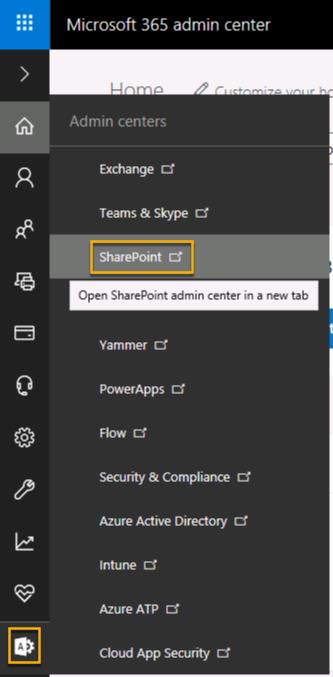 Microsoft 365 admin center
Home Customize your ho
Admin centers
Exchange
Teams & Skype
SharePoint
Open SharePoint admin center in a new tab
Yammer
PowerApps
Flow
Security & Compliance
Azure Active Directory
Intune
Azure ATP
Cloud App Security
A